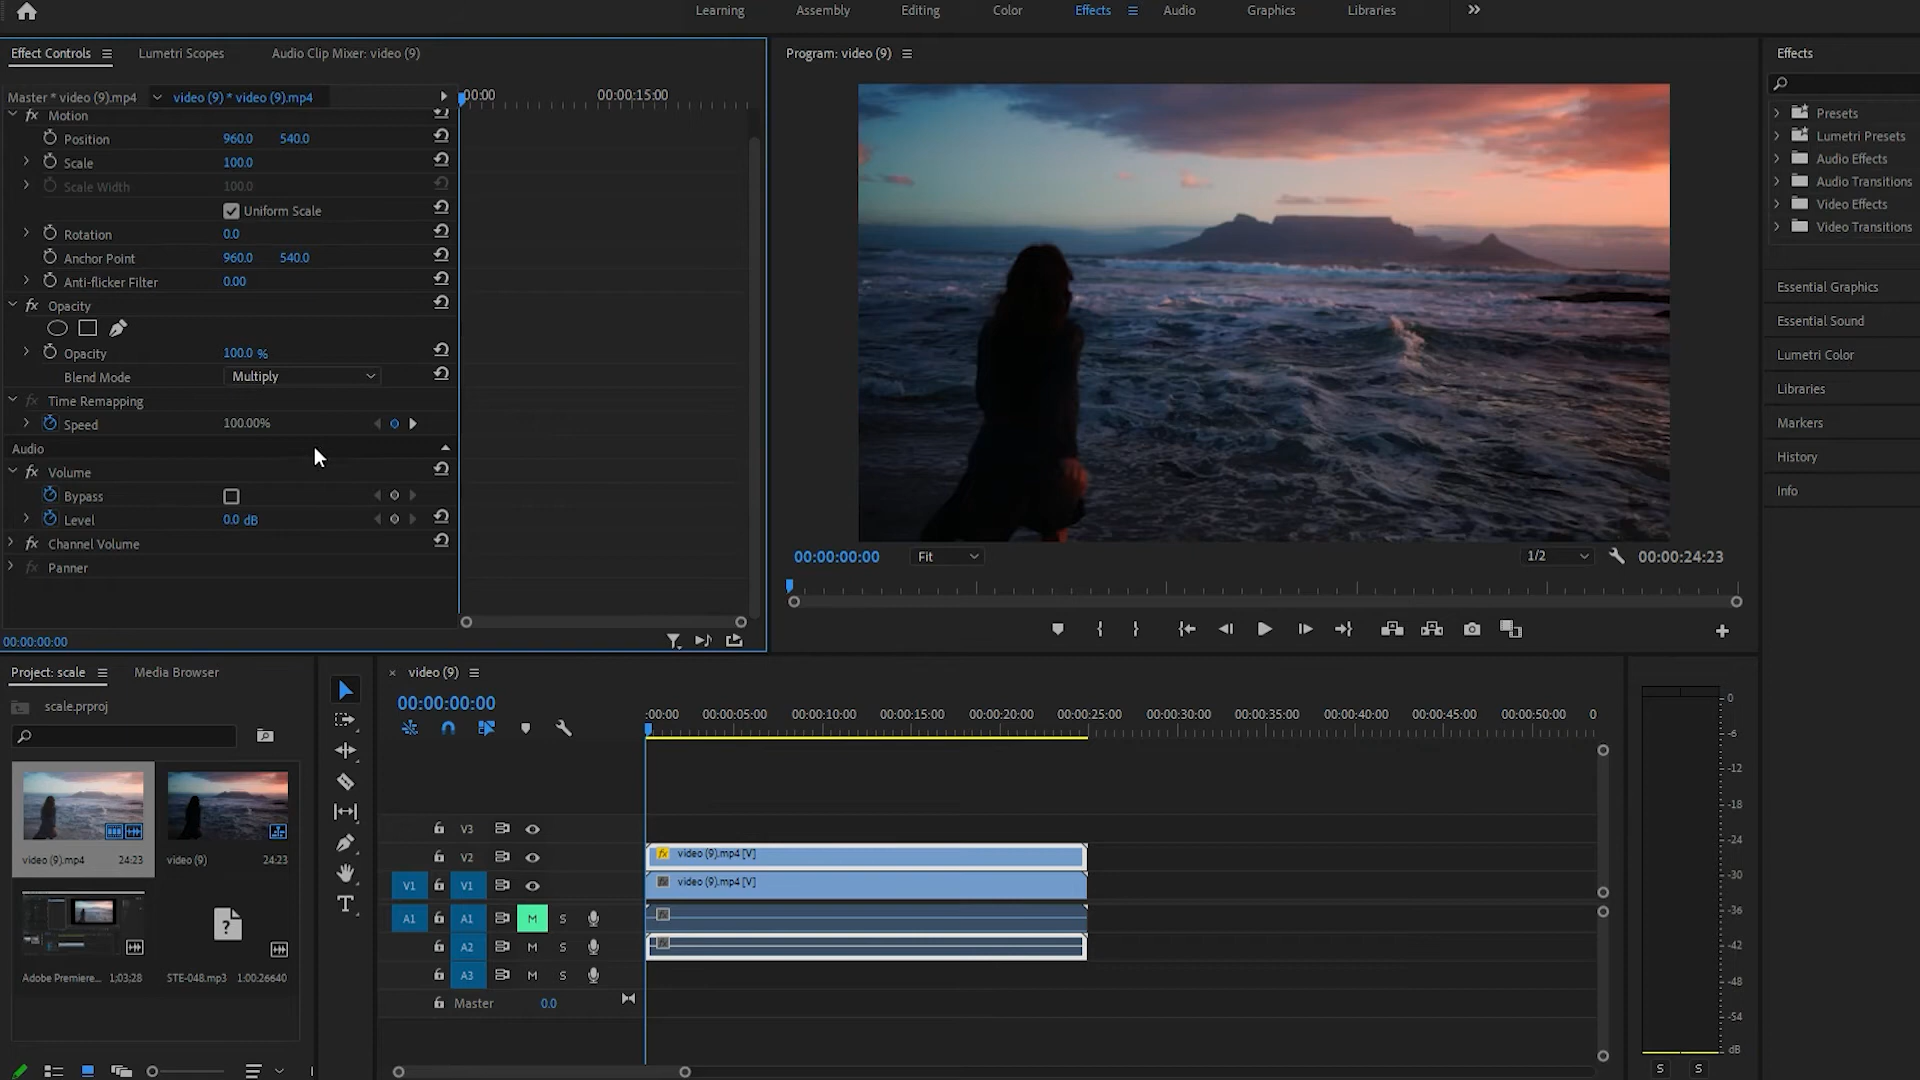 Learning Assembly Editing Color Effects Audio Graphics Libraries
Effect Controls Lumetri Scopes Audio Clip Mixer: video (9)
Master * video (9).mp4 video (9) * video (9).mp4
:00:00 00:00:15:00
fx Motion
Position 960.0 540.0
Scale 100.0
Scale Width 100.0
Uniform Scale
Rotation 0.0
Anchor Point 960.0 540.0
Anti-flicker Filter 0.00
fx Opacity
Opacity 100.0 %
Blend Mode Multiply
fx Time Remapping
Speed 100.00%
Audio
fx Volume
Bypass
Level 0.0 dB
fx Channel Volume
fx Panner
00:00:00:00
Program: video (9)
00:00:00:00 Fit 1/2 00:00:24:23
Effects
Presets
Lumetri Presets
Audio Effects
Audio Transitions
Video Effects
Video Transitions
Essential Graphics
Essential Sound
Lumetri Color
Libraries
Markers
History
Info
Project: scale Media Browser
scale.prproj
video (9).mp4 24:23 video (9) 24:23
Adobe Premiere... 1;03;28 STE-048.mp3 1:00:26640
T
video (9)
00:00:00:00
:00:00 00:00:05:00 00:00:10:00 00:00:15:00 00:00:20:00 00:00:25:00 00:00:30:00 00:00:35:00 00:00:40:00 00:00:45:00 00:00:50:00 0
V3
V2 fx video (9).mp4 [V]
V1 V1 fx video (9).mp4 [V]
A1 A1 M S fx
A2 M S fx
A3 M S
Master 0.0
0
-6
-12
-18
-24
-30
-36
-42
-48
-54
dB
S S